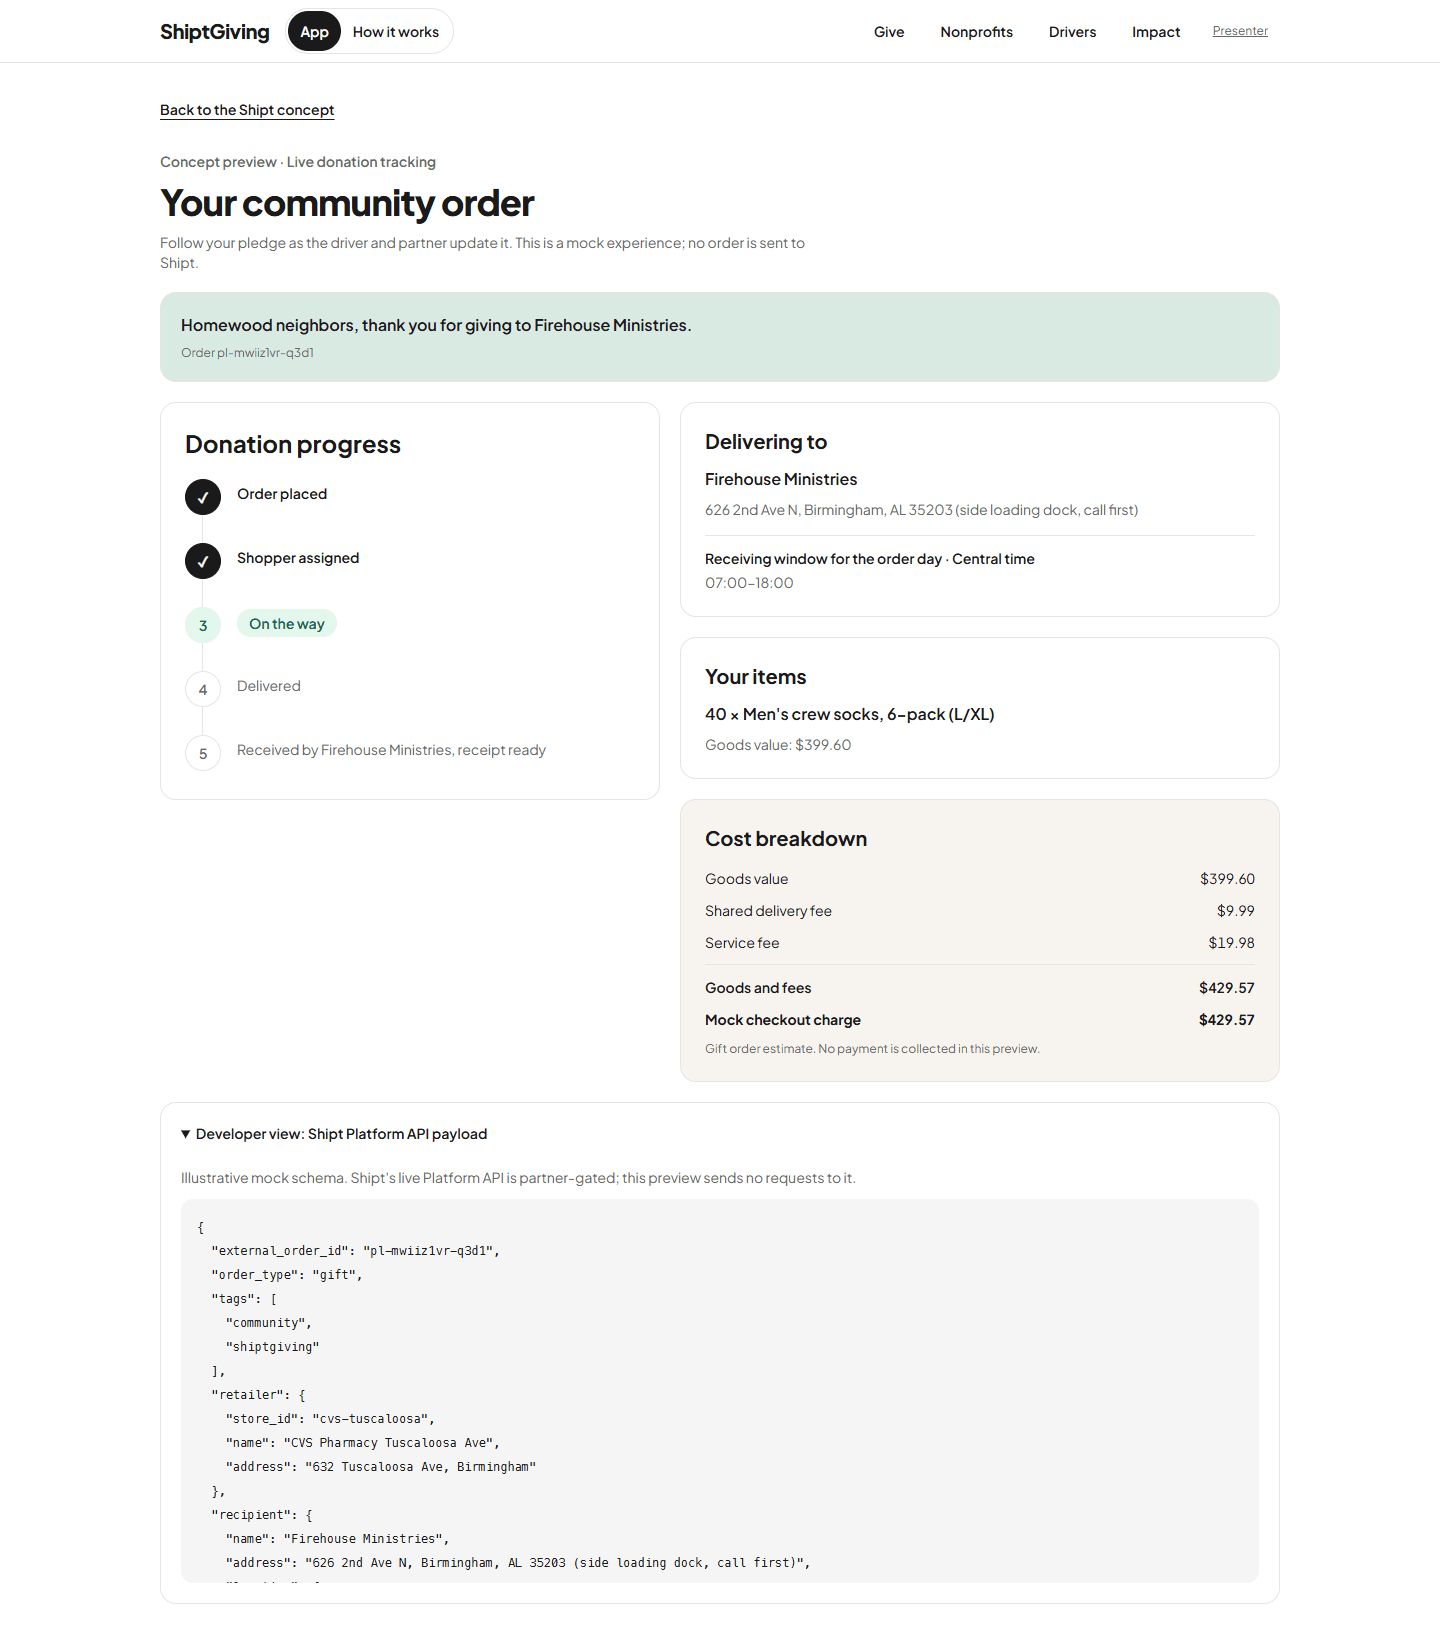 ShiptGiving
App
How it works
Give
Nonprofits
Drivers
Impact
Presenter
Back to the Shipt concept
Concept preview · Live donation tracking
Your community order
Follow your pledge as the driver and partner update it. This is a mock experience; no order is sent to
Shipt.
Homewood neighbors, thank you for giving to Firehouse Ministries.
Order pl-mwiiz1vr-q3d1
Donation progress
✓ Order placed
✓ Shopper assigned
3 On the way
4 Delivered
5 Received by Firehouse Ministries, receipt ready
Delivering to
Firehouse Ministries
626 2nd Ave N, Birmingham, AL 35203 (side loading dock, call first)
Receiving window for the order day · Central time
07:00–18:00
Your items
40 × Men's crew socks, 6-pack (L/XL)
Goods value: $399.60
Cost breakdown
Goods value $399.60
Shared delivery fee $9.99
Service fee $19.98
Goods and fees $429.57
Mock checkout charge $429.57
Gift order estimate. No payment is collected in this preview.
▼ Developer view: Shipt Platform API payload
Illustrative mock schema. Shipt's live Platform API is partner-gated; this preview sends no requests to it.
{
  "external_order_id": "pl-mwiiz1vr-q3d1",
  "order_type": "gift",
  "tags": [
    "community",
    "shiptgiving"
  ],
  "retailer": {
    "store_id": "cvs-tuscaloosa",
    "name": "CVS Pharmacy Tuscaloosa Ave",
    "address": "632 Tuscaloosa Ave, Birmingham"
  },
  "recipient": {
    "name": "Firehouse Ministries",
    "address": "626 2nd Ave N, Birmingham, AL 35203 (side loading dock, call first)",